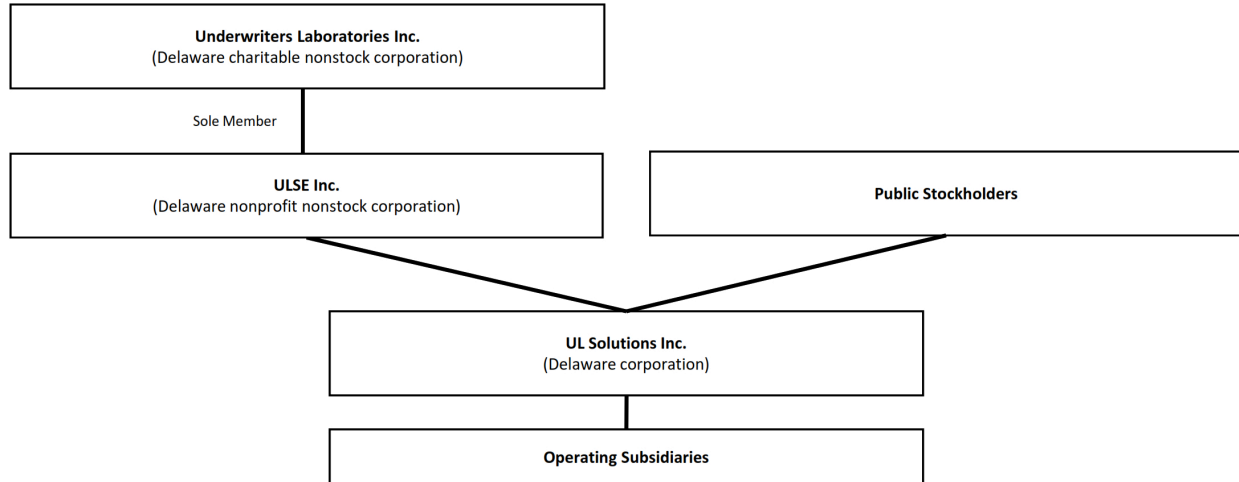 Underwriters Laboratories Inc.
(Delaware charitable nonstock corporation)
Sole Member
ULSE Inc.
(Delaware nonprofit nonstock corporation)
Public Stockholders
UL Solutions Inc.
(Delaware corporation)
Operating Subsidiaries